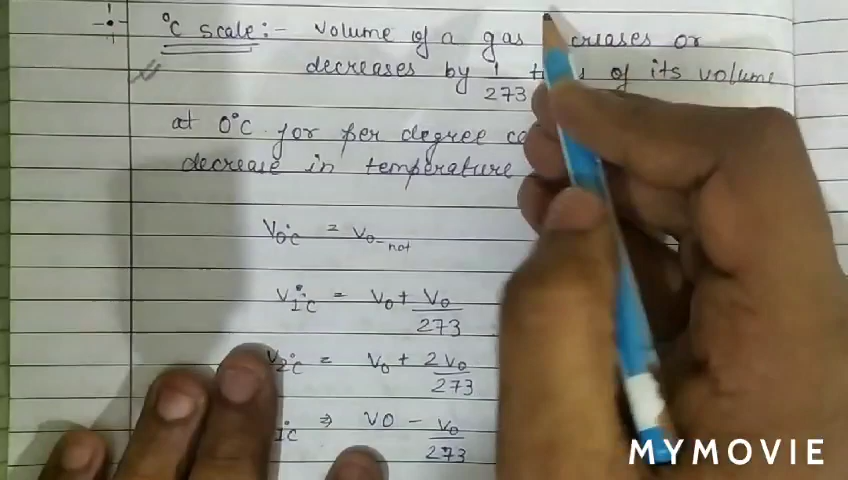 °C scale:- Volume of a gas creases or
decreases by 1/273 of its volume
at 0°C for per degree
decrease in temperature
V0°C = V0 - not
V1°C = V0 + V0/273
V2°C = V0 + 2V0/273
1°C ⇒ V0 - V0/273
MYMOVIE